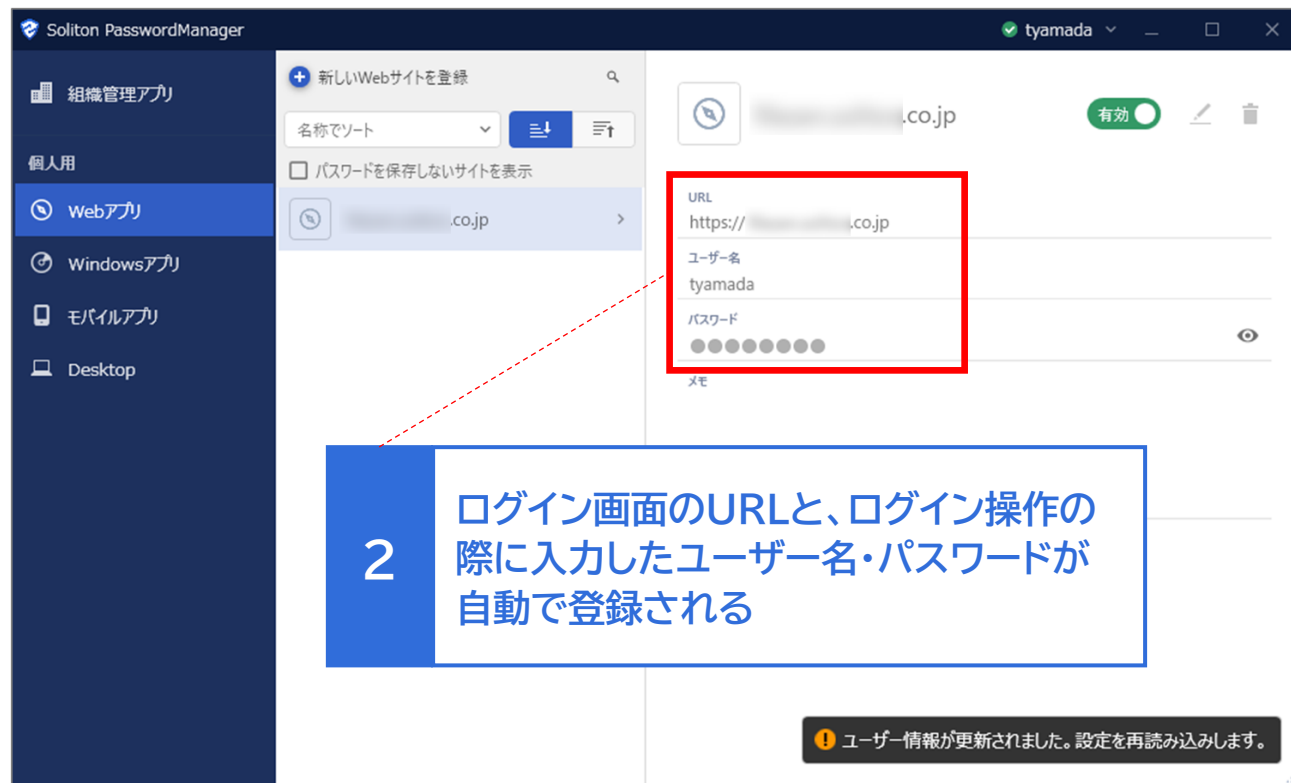 Soliton PasswordManager
tyamada
組織管理アプリ
個人用
Webアプリ
Windowsアプリ
モバイルアプリ
Desktop
新しいWebサイトを登録
名称でソート
パスワードを保存しないサイトを表示
.co.jp
.co.jp
有効
URL
https:// .co.jp
ユーザー名
tyamada
パスワード
●●●●●●●●
メモ
2
ログイン画面のURLと、ログイン操作の
際に入力したユーザー名・パスワードが
自動で登録される
ユーザー情報が更新されました。設定を再読み込みします。